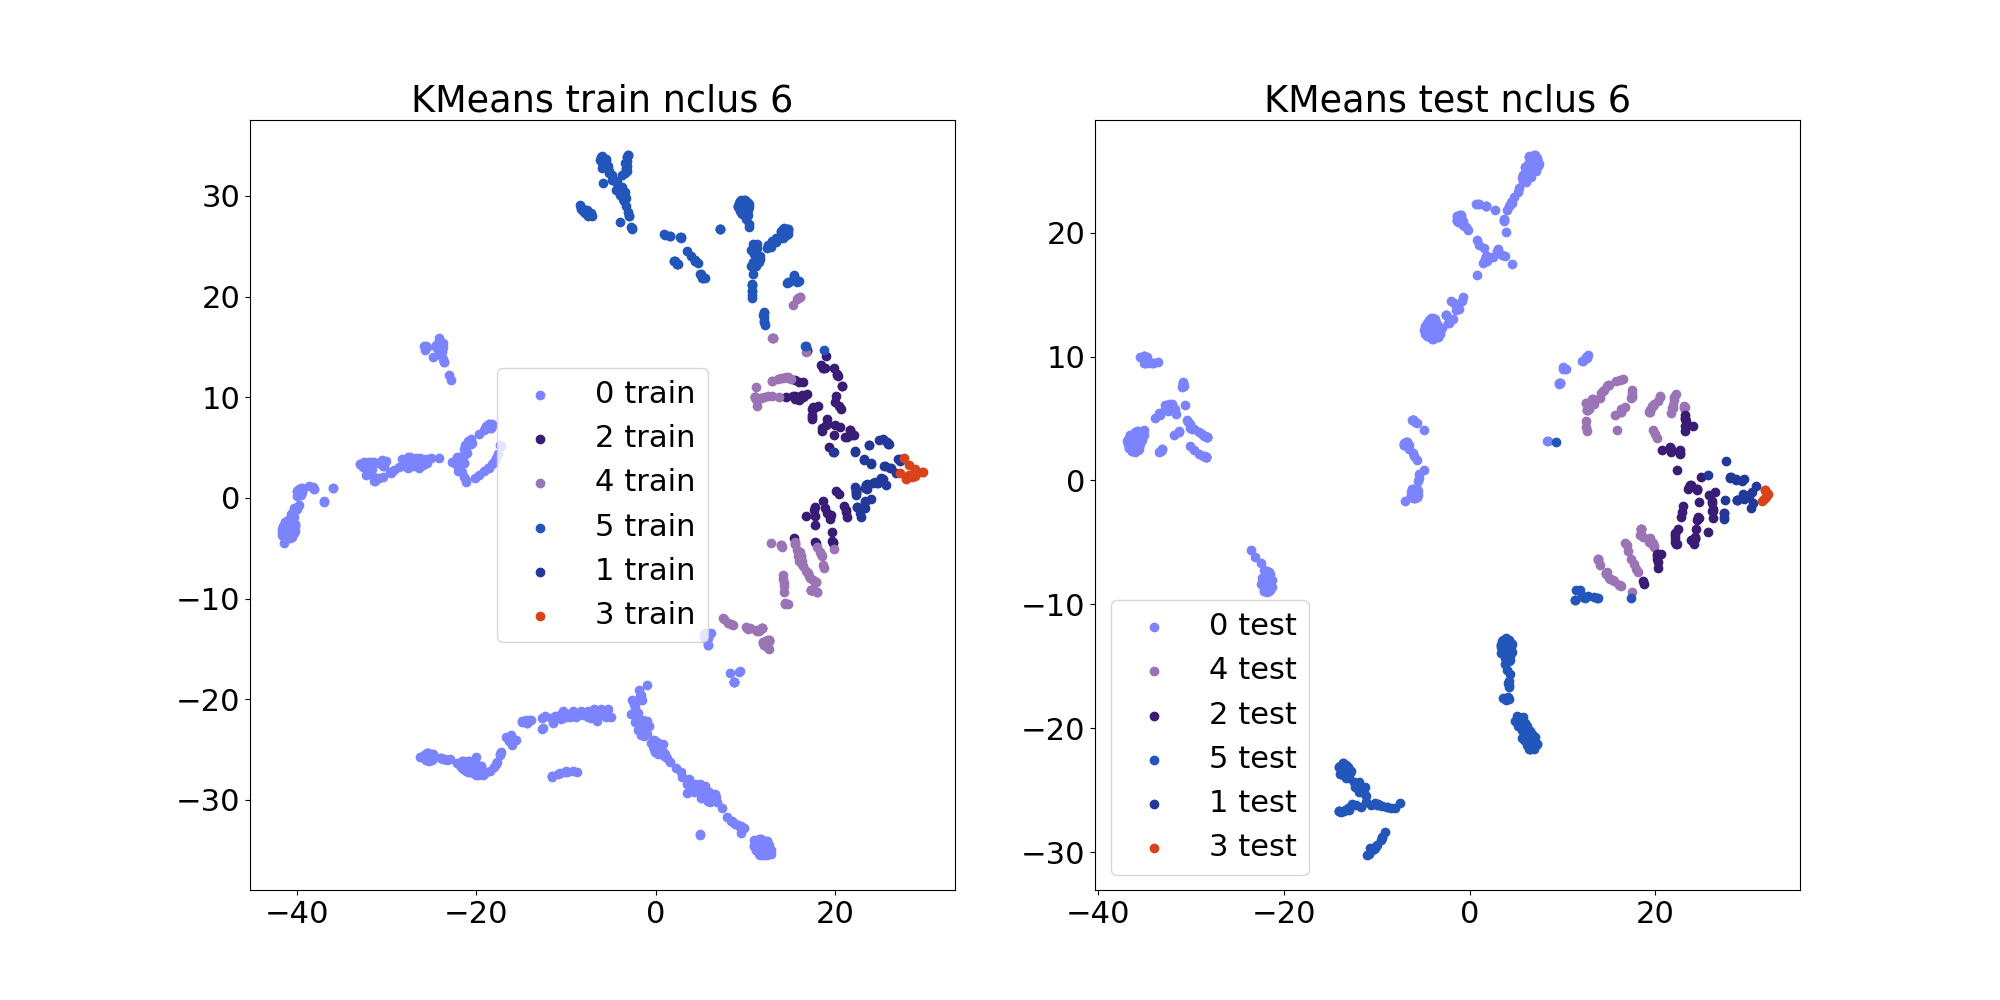 KMeans train nclus 6
30
20
10
0
−10
−20
−30
−40
−20
0
20
0 train
2 train
4 train
5 train
1 train
3 train
KMeans test nclus 6
20
10
0
−10
−20
−30
−40
−20
0
20
0 test
4 test
2 test
5 test
1 test
3 test